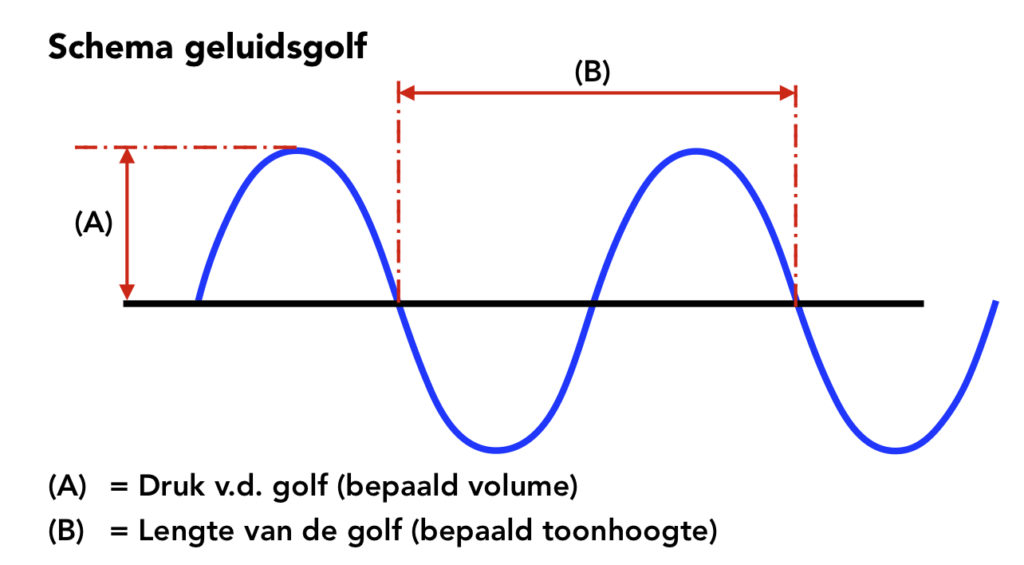 Schema geluidsgolf
(B)
(A)
(A) = Druk v.d. golf (bepaald volume)
(B) = Lengte van de golf (bepaald toonhoogte)